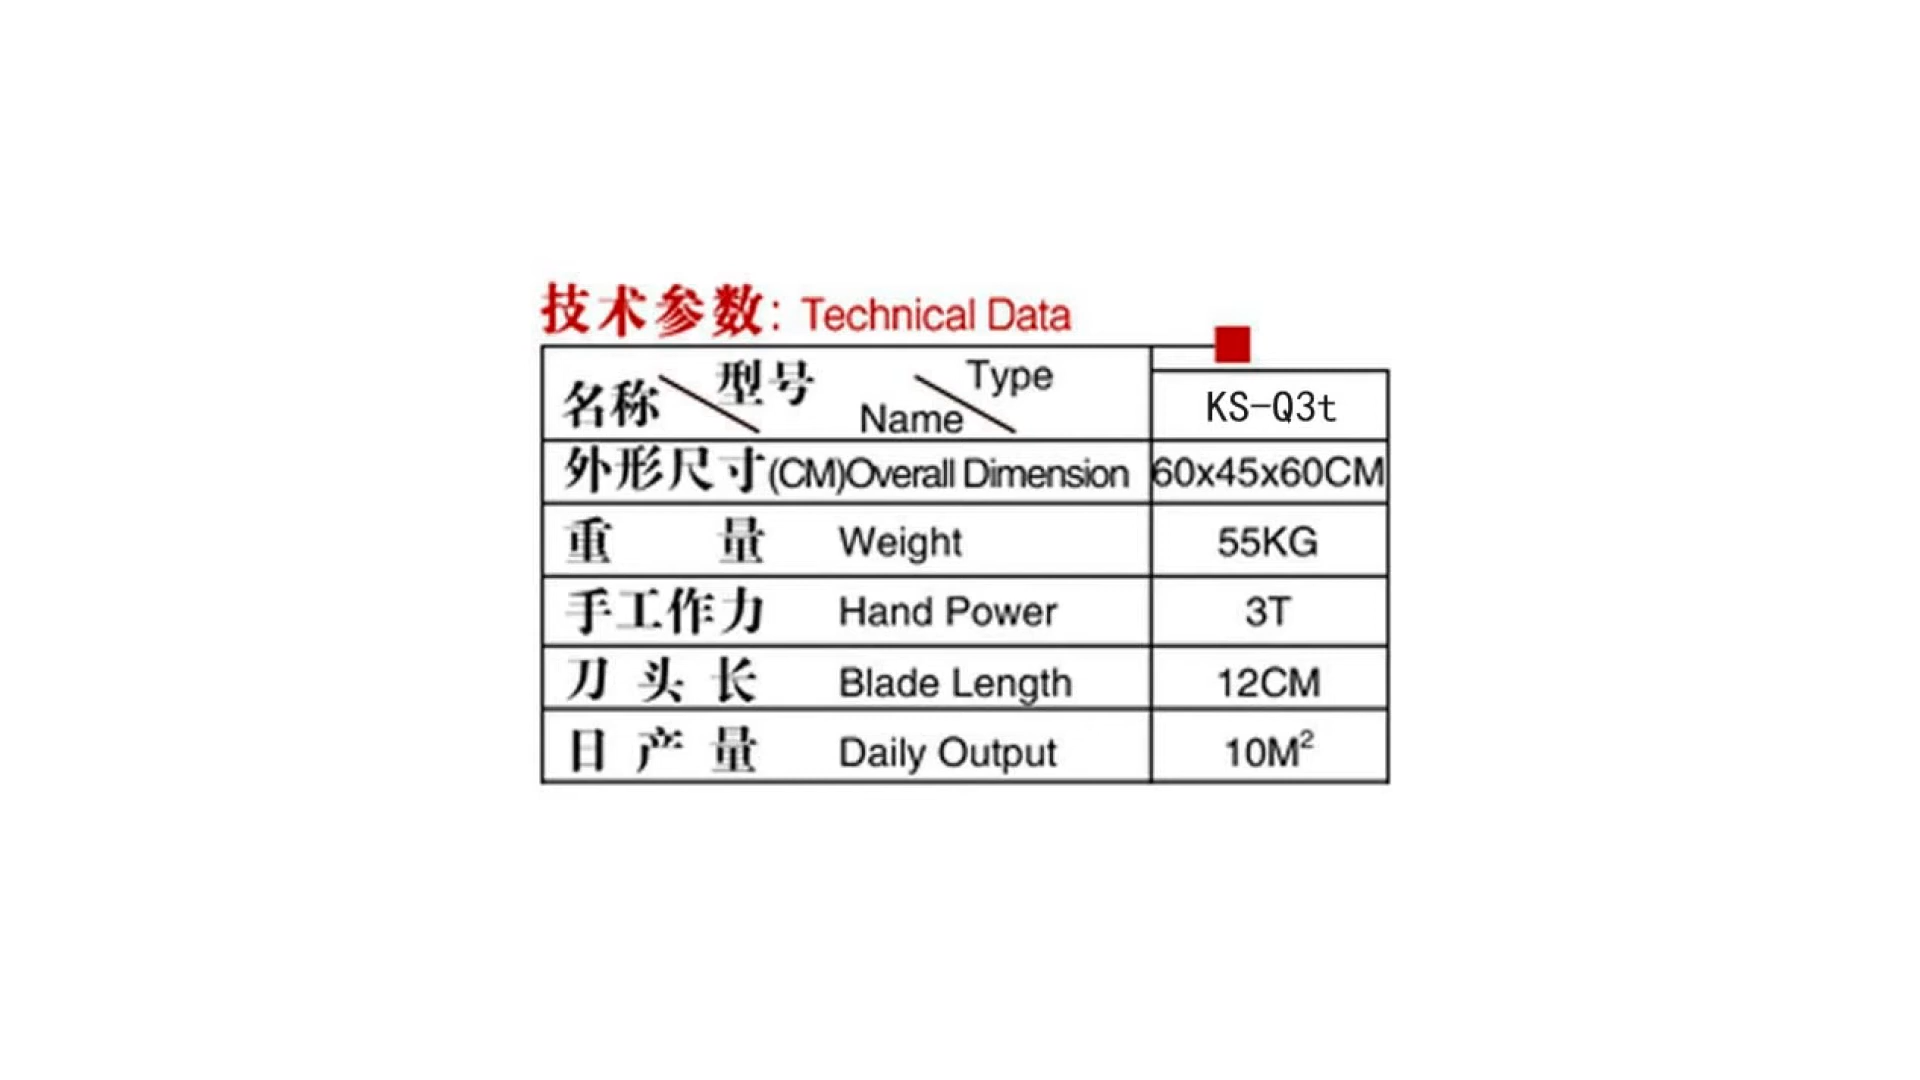 技术参数: Technical Data
名称 型号 Name Type KS-Q3t
外形尺寸(CM)Overall Dimension 60x45x60CM
重量 Weight 55KG
手工作力 Hand Power 3T
刀头长 Blade Length 12CM
日产量 Daily Output 10M²